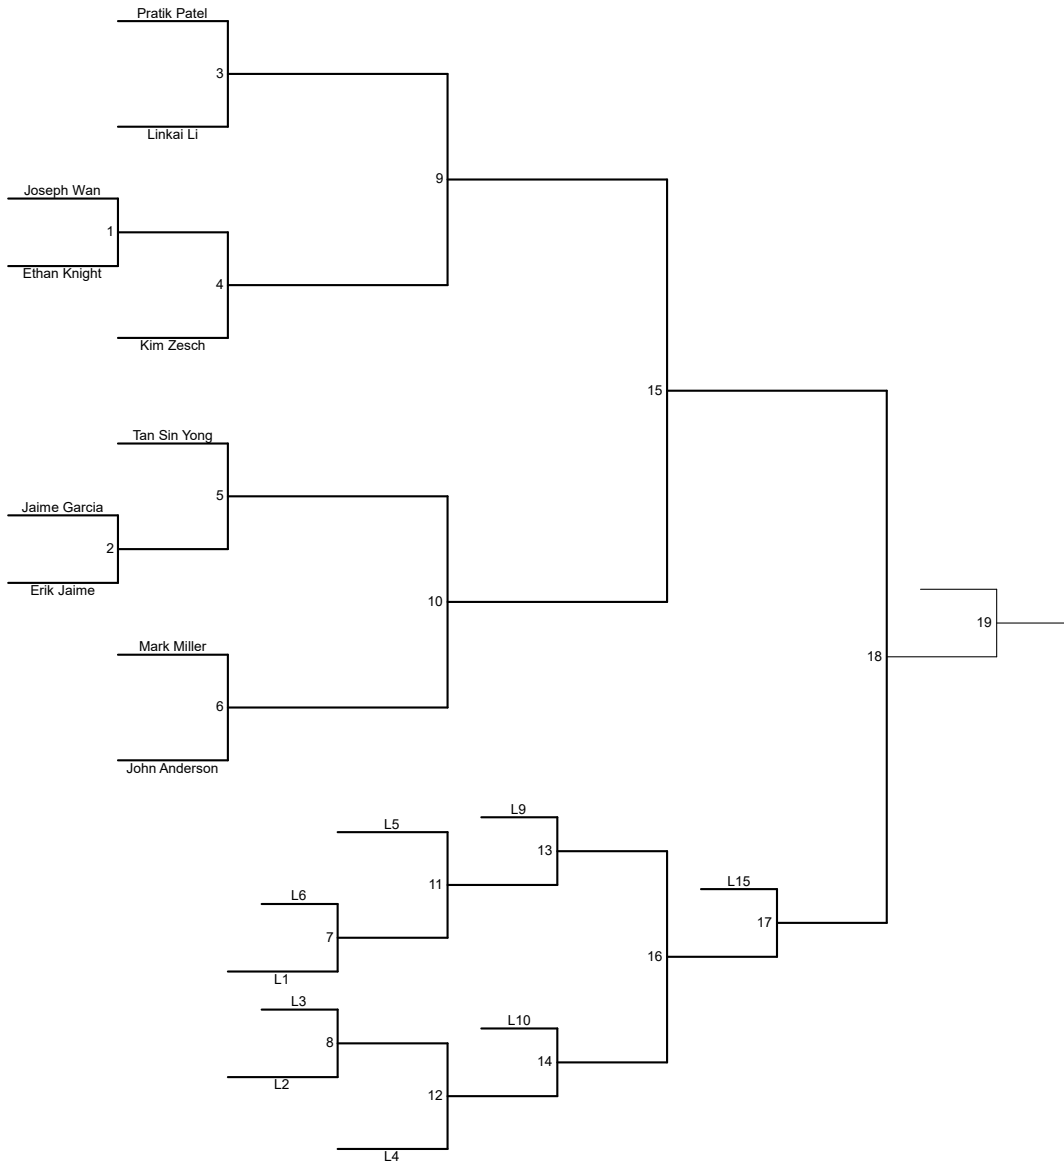 Pratik Patel
3
Linkai Li
9
Joseph Wan
1
Ethan Knight
4
Kim Zesch
15
Tan Sin Yong
5
Jaime Garcia
2
Erik Jaime
10
19
Mark Miller
18
6
John Anderson
L9
L5
13
11
L15
L6
17
7
16
L1
L3
L10
8
14
L2
12
L4